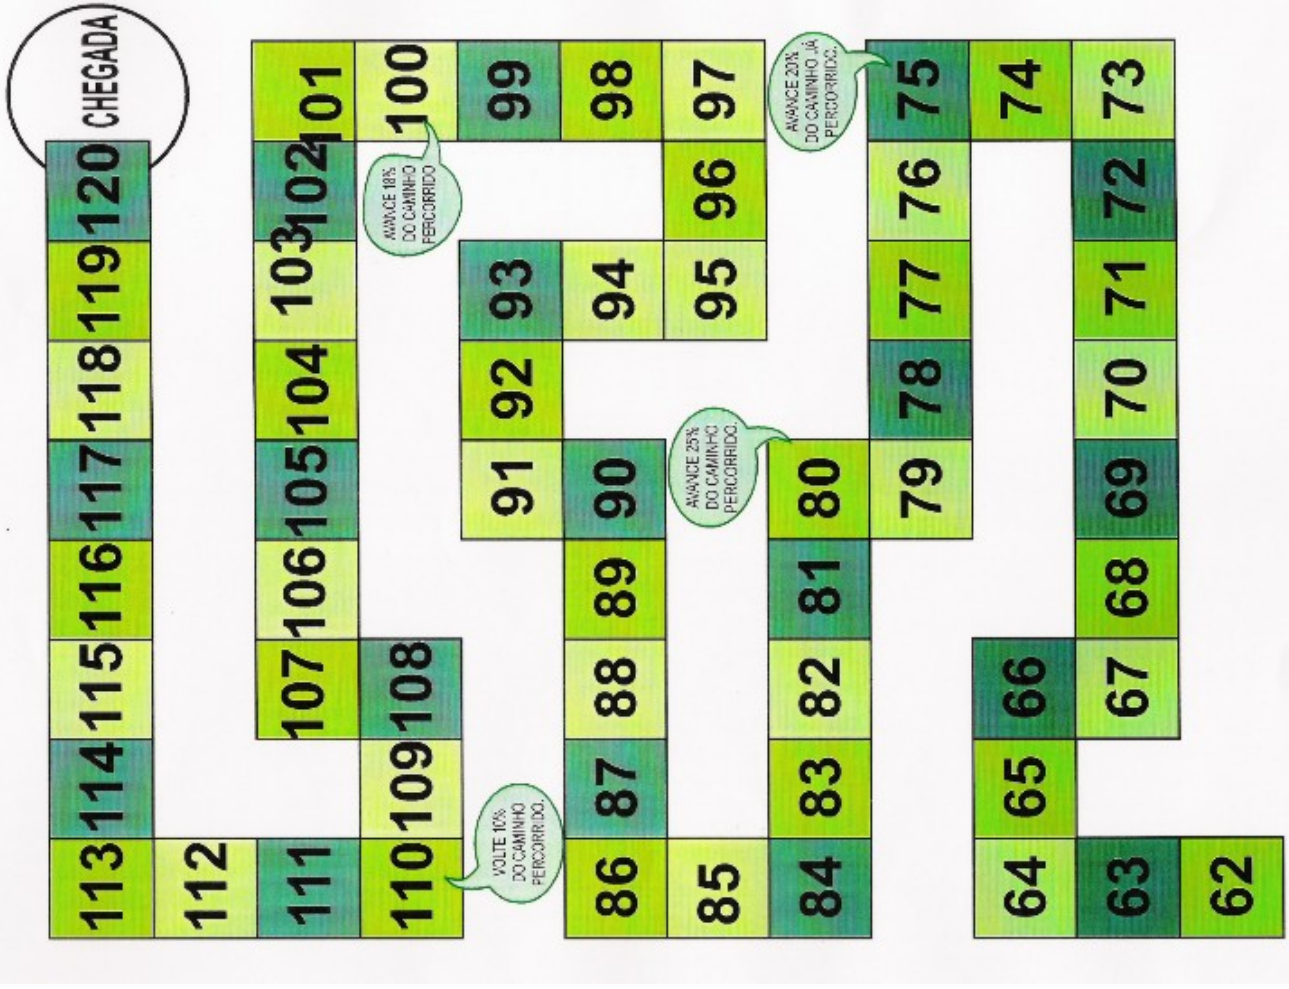 113 114 115 116 117 118 119 120 CHEGADA
112
111 107 106 105 104 103 102 101
110 109 108 100
AVANCE 18%
DO CAMINHO
PERCORRIDO
VOLTE 10%
DO CAMINHO
PERCORRIDO.
91 92 93 99
86 87 88 89 90 94 98
85 95 96 97
AVANCE 25%
DO CAMINHO
PERCORRIDO.
AVANCE 20%
DO CAMINHO JÁ
PERCORRIDO.
84 83 82 81 80
79 78 77 76 75
64 65 66 74
63 67 68 69 70 71 72 73
62